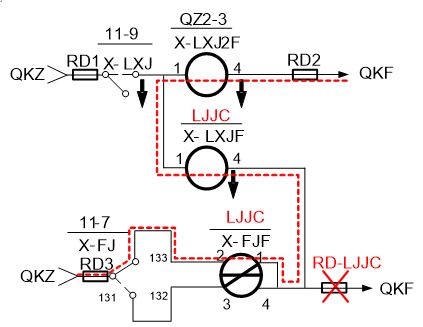 QZ2-3
11-9
X-LXJ2F
RD1 X-LXJ
RD2
QKZ
1 4
QKF
LJJC
X-LXJF
1 4
11-7
LJJC
X-FJ
X-FJF
RD3
133
2 1
RD-LJJC
QKZ
QKF
131
132
3 4